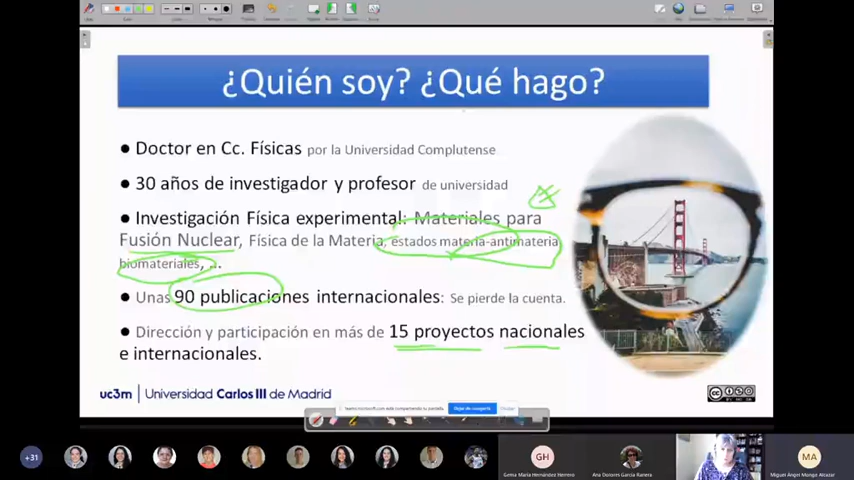 ¿Quién soy? ¿Qué hago?
● Doctor en Cc. Físicas por la Universidad Complutense
● 30 años de investigador y profesor de universidad
● Investigación Física experimental: Materiales para
Fusión Nuclear, Física de la Materia, estados materia-antimateria
biomateriales, ...
● Unas 90 publicaciones internacionales: Se pierde la cuenta.
● Dirección y participación en más de 15 proyectos nacionales
e internacionales.
uc3m Universidad Carlos III de Madrid
Dejar de compartir
Ocultar
+31
GH
MA
Gema María Hernández Herrero
Ana Dolores García
Miguel Ángel Monge